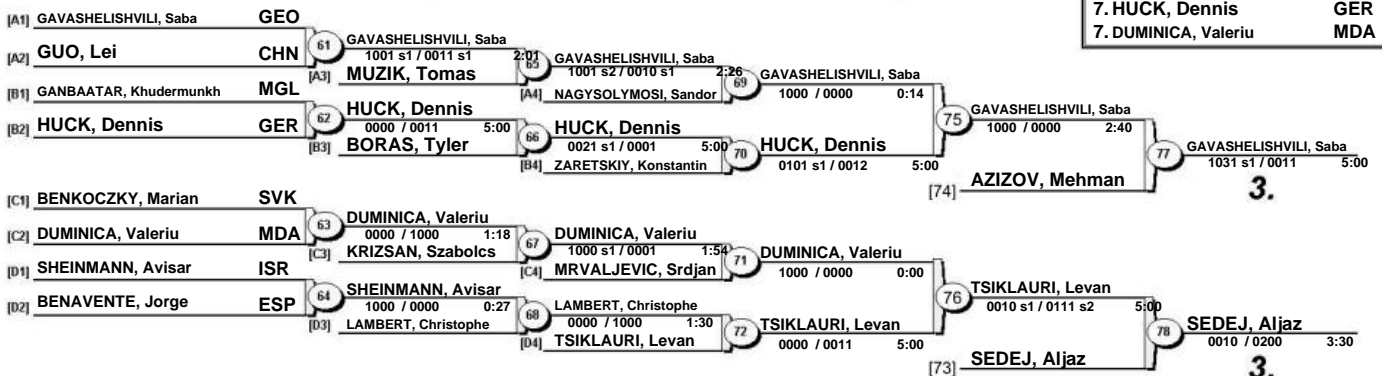 7. HUCK, Dennis GER
7. DUMINICA, Valeriu MDA
[A1] GAVASHELISHVILI, Saba GEO
61
[A2] GUO, Lei CHN
GAVASHELISHVILI, Saba
1001 s1 / 0011 s1 2:01
65
[A3] MUZIK, Tomas
GAVASHELISHVILI, Saba
1001 s2 / 0010 s1 2:26
69
[A4] NAGYSOLYMOSI, Sandor
GAVASHELISHVILI, Saba
1000 / 0000 0:14
75
[B1] GANBAATAR, Khudermunkh MGL
62
[B2] HUCK, Dennis GER
HUCK, Dennis
0000 / 0011 5:00
66
[B3] BORAS, Tyler
HUCK, Dennis
0021 s1 / 0001 5:00
70
[B4] ZARETSKIY, Konstantin
HUCK, Dennis
0101 s1 / 0012 5:00
GAVASHELISHVILI, Saba
1000 / 0000 2:40
77
[74] AZIZOV, Mehman
GAVASHELISHVILI, Saba
1031 s1 / 0011 5:00
3.
[C1] BENKOCZKY, Marian SVK
63
[C2] DUMINICA, Valeriu MDA
DUMINICA, Valeriu
0000 / 1000 1:18
67
[C3] KRIZSAN, Szabolcs
DUMINICA, Valeriu
1000 s1 / 0001 1:54
71
[C4] MRVALJEVIC, Srdjan
DUMINICA, Valeriu
1000 / 0000 0:00
76
[D1] SHEINMANN, Avisar ISR
64
[D2] BENAVENTE, Jorge ESP
SHEINMANN, Avisar
1000 / 0000 0:27
68
[D3] LAMBERT, Christophe
LAMBERT, Christophe
0000 / 1000 1:30
72
[D4] TSIKLAURI, Levan
TSIKLAURI, Levan
0000 / 0011 5:00
TSIKLAURI, Levan
0010 s1 / 0111 s2 5:00
78
[73] SEDEJ, Aljaz
SEDEJ, Aljaz
0010 / 0200 3:30
3.